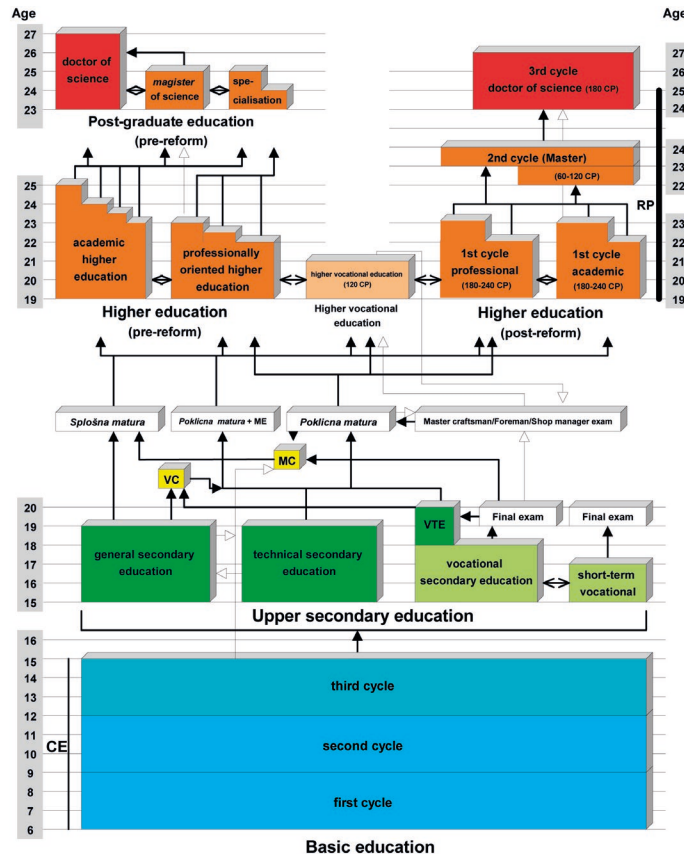 Age
Age
27
26
25
24
23
doctor of
science
magister
of science
spe-
cialisation
Post-graduate education
(pre-reform)
27
26
25
24
3rd cycle
doctor of science (180 CP)
24
23
22
2nd cycle (Master)
(60-120 CP)
RP
25
24
23
22
21
20
19
academic
higher
education
professionally
oriented higher
education
higher vocational education
(120 CP)
1st cycle
professional
(180-240 CP)
1st cycle
academic
(180-240 CP)
23
22
21
20
19
Higher education
(pre-reform)
Higher vocational
education
Higher education
(post-reform)
Splošna matura
Poklicna matura + ME
Poklicna matura
Master craftsman/Foreman/Shop manager exam
MC
VC
20
19
18
17
16
15
general secondary
education
technical secondary
education
VTE
Final exam
Final exam
vocational
secondary education
short-term
vocational
Upper secondary education
16
15
14
13
12
11
10
9
8
7
6
CE
third cycle
second cycle
first cycle
Basic education